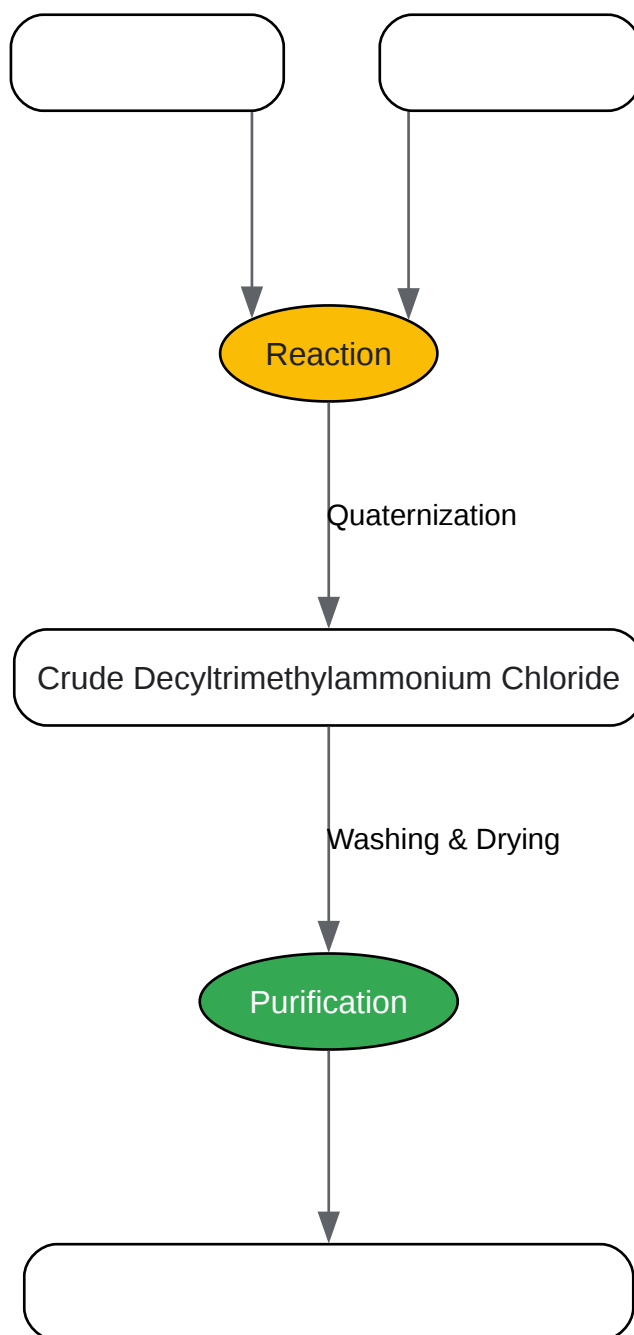 Reaction
Quaternization
Crude Decyltrimethylammonium Chloride
Washing & Drying
Purification